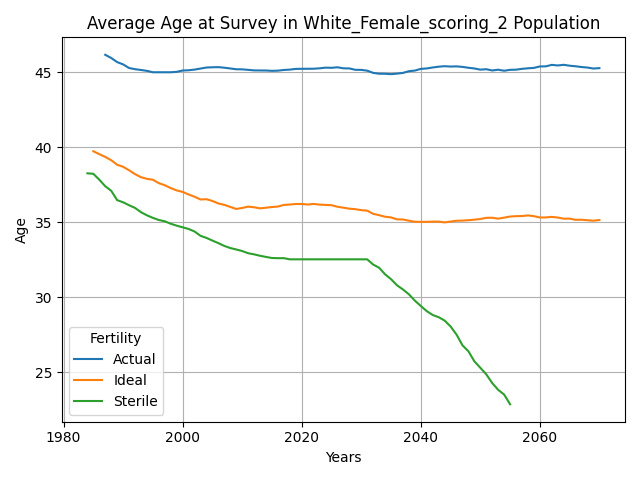 Average Age at Survey in White_Female_scoring_2 Population
45
40
35
30
25
Age
Fertility
Actual
Ideal
Sterile
1980 2000 2020 2040 2060
Years